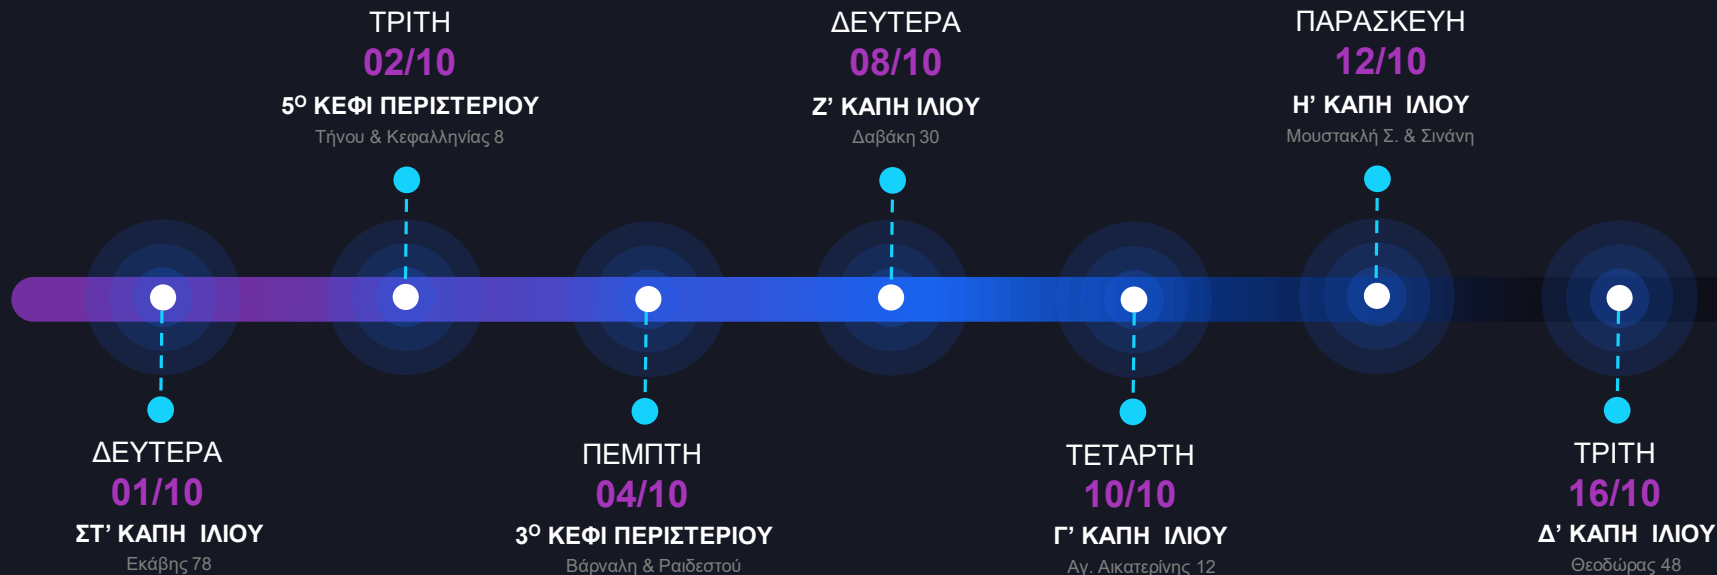 ΤΡΙΤΗ
02/10
5Ο ΚΕΦΙ ΠΕΡΙΣΤΕΡΙΟΥ
Τήνου & Κεφαλληνίας 8
ΔΕΥΤΕΡΑ
08/10
Ζ’ ΚΑΠΗ ΙΛΙΟΥ
Δαβάκη 30
ΠΑΡΑΣΚΕΥΗ
12/10
Η’ ΚΑΠΗ ΙΛΙΟΥ
Μουστακλή Σ. & Σινάνη
ΔΕΥΤΕΡΑ
01/10
ΣΤ’ ΚΑΠΗ ΙΛΙΟΥ
Εκάβης 78
ΠΕΜΠΤΗ
04/10
3Ο ΚΕΦΙ ΠΕΡΙΣΤΕΡΙΟΥ
Βάρναλη & Ραιδεστού
ΤΕΤΑΡΤΗ
10/10
Γ’ ΚΑΠΗ ΙΛΙΟΥ
Αγ. Αικατερίνης 12
ΤΡΙΤΗ
16/10
Δ’ ΚΑΠΗ ΙΛΙΟΥ
Θεοδώρας 48